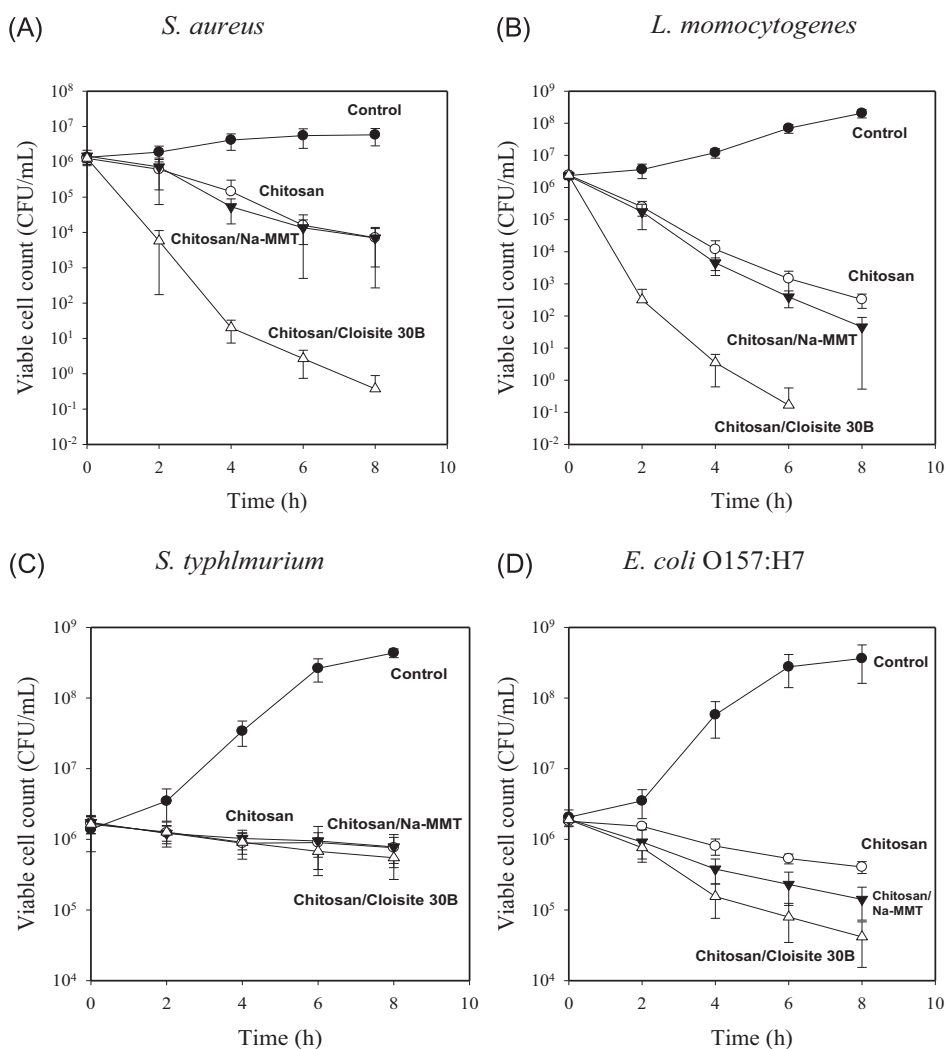 (A) S. aureus
Viable cell count (CFU/mL)
10^8
10^7
10^6
10^5
10^4
10^3
10^2
10^1
10^0
10^-1
10^-2
Control
Chitosan
Chitosan/Na-MMT
Chitosan/Cloisite 30B
0 2 4 6 8 10
Time (h)
(B) L. momocytogenes
Viable cell count (CFU/mL)
10^9
10^8
10^7
10^6
10^5
10^4
10^3
10^2
10^1
10^0
10^-1
10^-2
Control
Chitosan
Chitosan/Na-MMT
Chitosan/Cloisite 30B
0 2 4 6 8 10
Time (h)
(C) S. typhlmurium
Viable cell count (CFU/mL)
10^9
10^8
10^7
10^6
10^5
10^4
Control
Chitosan
Chitosan/Na-MMT
Chitosan/Cloisite 30B
0 2 4 6 8 10
Time (h)
(D) E. coli O157:H7
Viable cell count (CFU/mL)
10^9
10^8
10^7
10^6
10^5
10^4
Control
Chitosan
Chitosan/
Na-MMT
Chitosan/Cloisite 30B
0 2 4 6 8 10
Time (h)